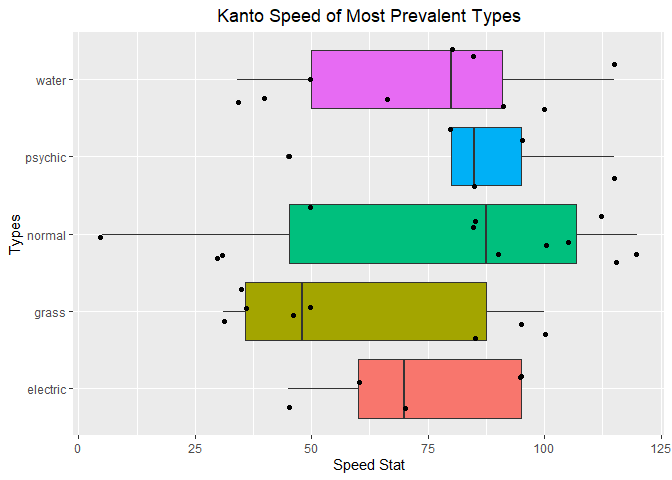 Kanto Speed of Most Prevalent Types
water
psychic
normal
grass
electric
Types
0 25 50 75 100 125
Speed Stat